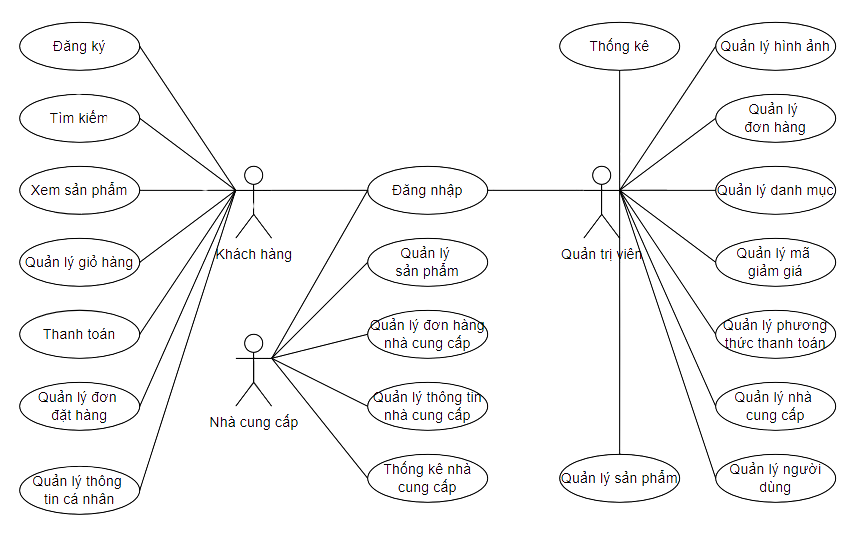 Đăng ký
Thống kê
Quản lý hình ảnh
Tìm kiếm
Quản lý
đơn hàng
Xem sản phẩm
Đăng nhập
Quản lý danh mục
Khách hàng
Quản trị viên
Quản lý giỏ hàng
Quản lý
sản phẩm
Quản lý mã
giảm giá
Thanh toán
Quản lý đơn hàng
nhà cung cấp
Quản lý phương
thức thanh toán
Nhà cung cấp
Quản lý đơn
đặt hàng
Quản lý thông tin
nhà cung cấp
Quản lý nhà
cung cấp
Quản lý thông
tin cá nhân
Thống kê nhà
cung cấp
Quản lý sản phẩm
Quản lý người
dùng